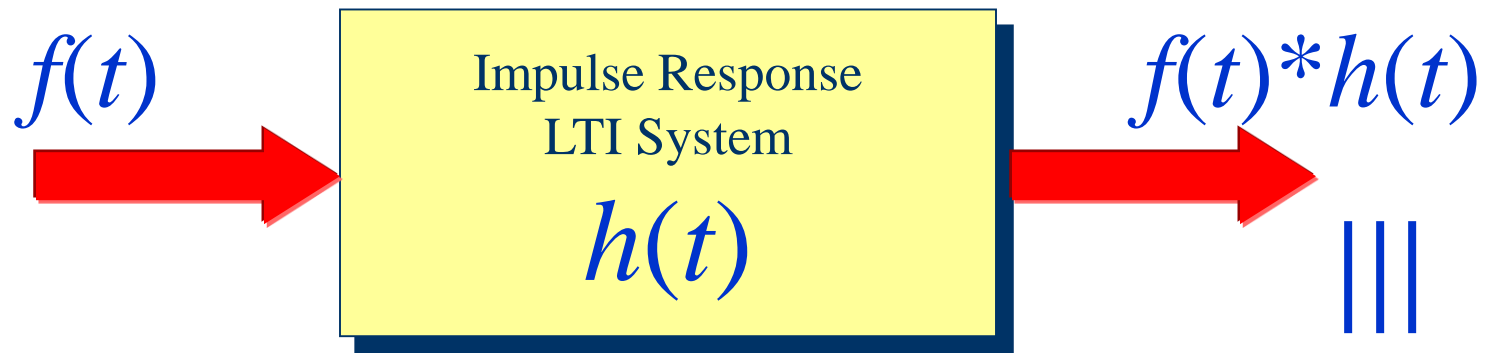 f(t)
Impulse Response
LTI System
h(t)
f(t)*h(t)
|||